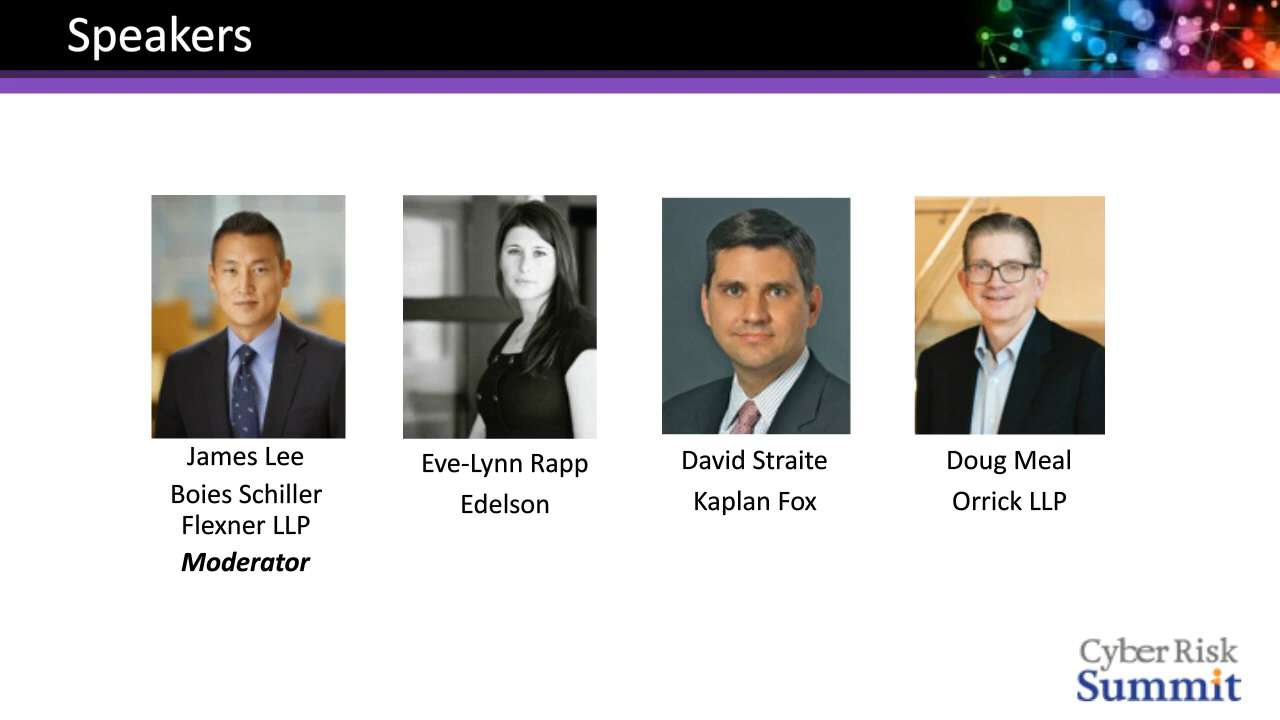 Speakers
James Lee
Boies Schiller
Flexner LLP
Moderator
Eve-Lynn Rapp
Edelson
David Straite
Kaplan Fox
Doug Meal
Orrick LLP
Cyber Risk
Summit